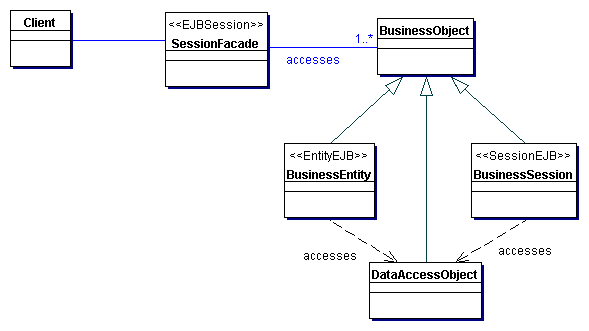 Client
<<EJBSession>>
SessionFacade
accesses
1..*
BusinessObject
<<EntityEJB>>
BusinessEntity
<<SessionEJB>>
BusinessSession
accesses
accesses
DataAccessObject